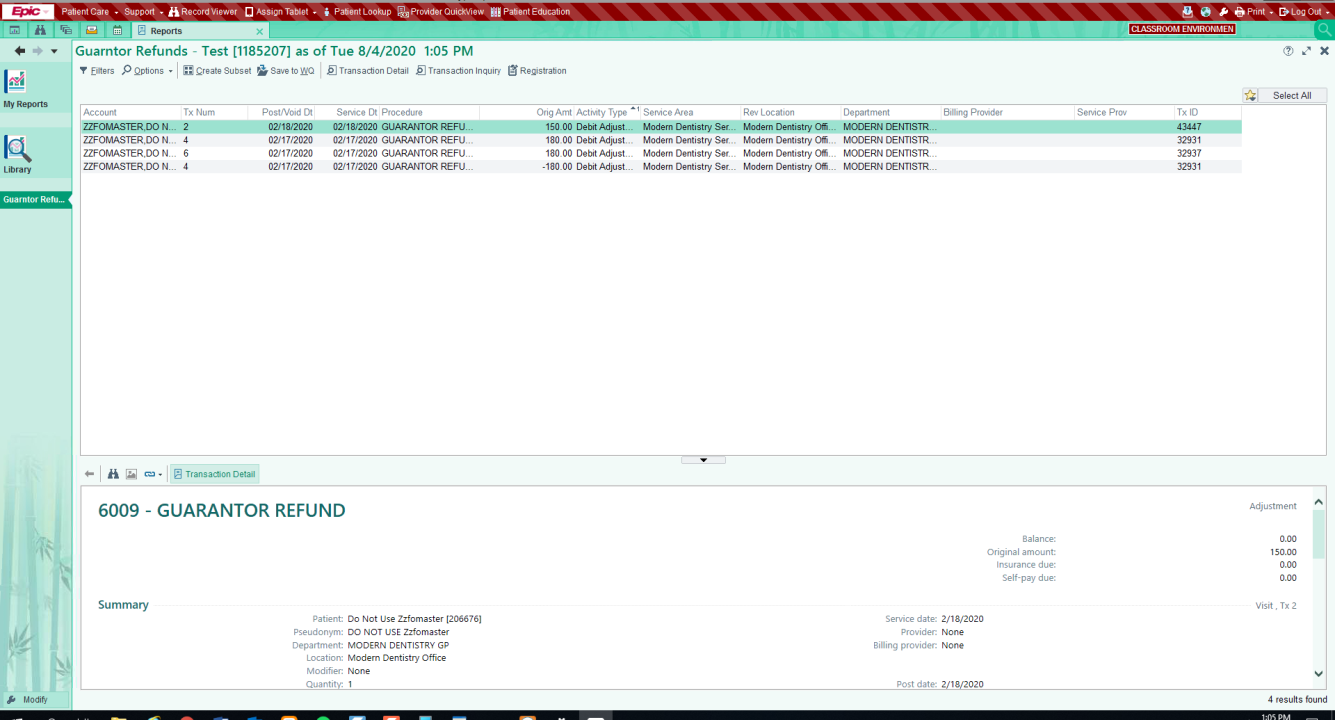 Epic Patient Care Support Record Viewer Assign Tablet Patient Lookup Provider QuickView Patient Education Print Log Out
Reports CLASSROOM ENVIRONMEN
Guarntor Refunds - Test [1185207] as of Tue 8/4/2020 1:05 PM
Filters Options Create Subset Save to WQ Transaction Detail Transaction Inquiry Registration
My Reports
Library
Guarntor Refu...
Select All
Account Tx Num Post/Void Dt Service Dt Procedure Orig Amt Activity Type 1 Service Area Rev Location Department Billing Provider Service Prov Tx ID
ZZFOMASTER,DO N... 2 02/18/2020 02/18/2020 GUARANTOR REFU... 150.00 Debit Adjust... Modern Dentistry Ser... Modern Dentistry Offi... MODERN DENTISTR... 43447
ZZFOMASTER,DO N... 4 02/17/2020 02/17/2020 GUARANTOR REFU... 180.00 Debit Adjust... Modern Dentistry Ser... Modern Dentistry Offi... MODERN DENTISTR... 32931
ZZFOMASTER,DO N... 6 02/17/2020 02/17/2020 GUARANTOR REFU... 180.00 Debit Adjust... Modern Dentistry Ser... Modern Dentistry Offi... MODERN DENTISTR... 32937
ZZFOMASTER,DO N... 4 02/17/2020 02/17/2020 GUARANTOR REFU... -180.00 Debit Adjust... Modern Dentistry Ser... Modern Dentistry Offi... MODERN DENTISTR... 32931
Transaction Detail
6009 - GUARANTOR REFUND Adjustment
Balance: 0.00
Original amount: 150.00
Insurance due: 0.00
Self-pay due: 0.00
Summary Visit , Tx 2
Patient: Do Not Use Zzfomaster [206676] Service date: 2/18/2020
Pseudonym: DO NOT USE Zzfomaster Provider: None
Department: MODERN DENTISTRY GP Billing provider: None
Location: Modern Dentistry Office
Modifier: None
Quantity: 1 Post date: 2/18/2020
Modify 4 results found
1:05 PM